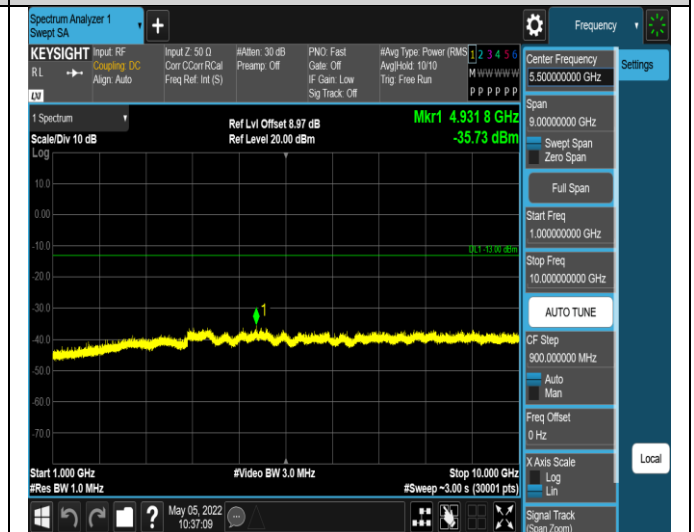 Spectrum Analyzer 1
Swept SA
Frequency
KEYSIGHT
RL
LXI
Input: RF
Coupling: DC
Align: Auto
Input Z: 50 Ω
Corr CCorr RCal
Freq Ref: Int (S)
#Atten: 30 dB
Preamp: Off
PNO: Fast
Gate: Off
IF Gain: Low
Sig Track: Off
#Avg Type: Power (RMS
Avg|Hold: 10/10
Trig: Free Run
1 2 3 4 5 6
M W W W W W
P P P P P P
1 Spectrum
Scale/Div 10 dB
Log
Ref Lvl Offset 8.97 dB
Ref Level 20.00 dBm
Mkr1 4.931 8 GHz
-35.73 dBm
10.0
0.00
-10.0
DL1 -13.00 dBm
-20.0
-30.0
1
-40.0
-50.0
-60.0
-70.0
Start 1.000 GHz
#Res BW 1.0 MHz
#Video BW 3.0 MHz
Stop 10.000 GHz
#Sweep ~3.00 s (30001 pts)
Center Frequency
5.500000000 GHz
Settings
Span
9.00000000 GHz
Swept Span
Zero Span
Full Span
Start Freq
1.000000000 GHz
Stop Freq
10.000000000 GHz
AUTO TUNE
CF Step
900.000000 MHz
Auto
Man
Freq Offset
0 Hz
X Axis Scale
Log
Lin
Local
Signal Track
(Span Zoom)
May 05, 2022
10:37:09